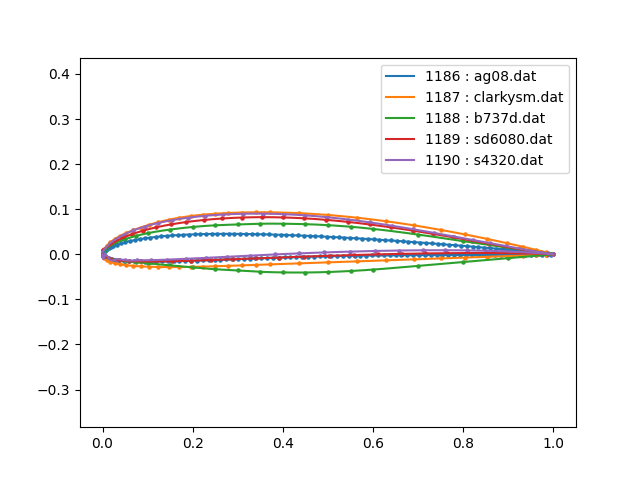 0.4
0.3
0.2
0.1
0.0
−0.1
−0.2
−0.3
0.0 0.2 0.4 0.6 0.8 1.0
1186 : ag08.dat
1187 : clarkysm.dat
1188 : b737d.dat
1189 : sd6080.dat
1190 : s4320.dat